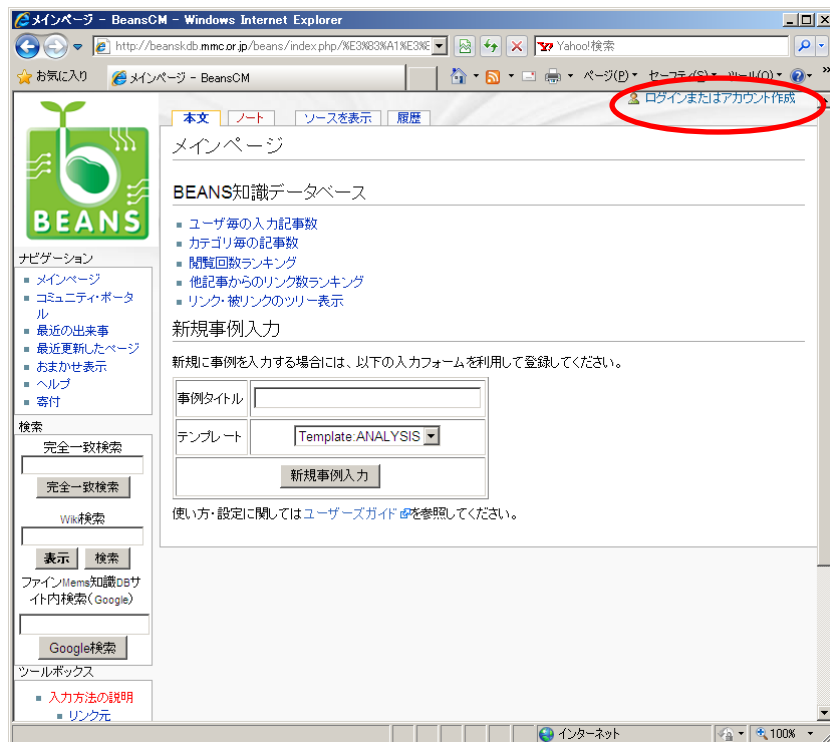 メインページ - BeansCM - Windows Internet Explorer
http://beanskdb.mmc.or.jp/beans/index.php/%E3%83%A1%E3%8E
Yahoo!検索
お気に入り
メインページ - BeansCM
ページ(P)
セーフティ(S)
ツール(O)
ログインまたはアカウント作成
本文
ノート
ソースを表示
履歴
メインページ
BEANS知識データベース
ユーザ毎の入力記事数
カテゴリ毎の記事数
閲覧回数ランキング
他記事からのリンク数ランキング
リンク・被リンクのツリー表示
新規事例入力
新規に事例を入力する場合には、以下の入力フォームを利用して登録してください。
事例タイトル
テンプレート
Template:ANALYSIS
新規事例入力
使い方・設定に関してはユーザーズガイドを参照してください。
BEANS
ナビゲーション
メインページ
コミュニティ・ポータ
ル
最近の出来事
最近更新したページ
おまかせ表示
ヘルプ
寄付
検索
完全一致検索
完全一致検索
Wiki検索
表示
検索
ファインMems知識DBサ
イト内検索(Google)
Google検索
ツールボックス
入力方法の説明
リンク元
インターネット
100%